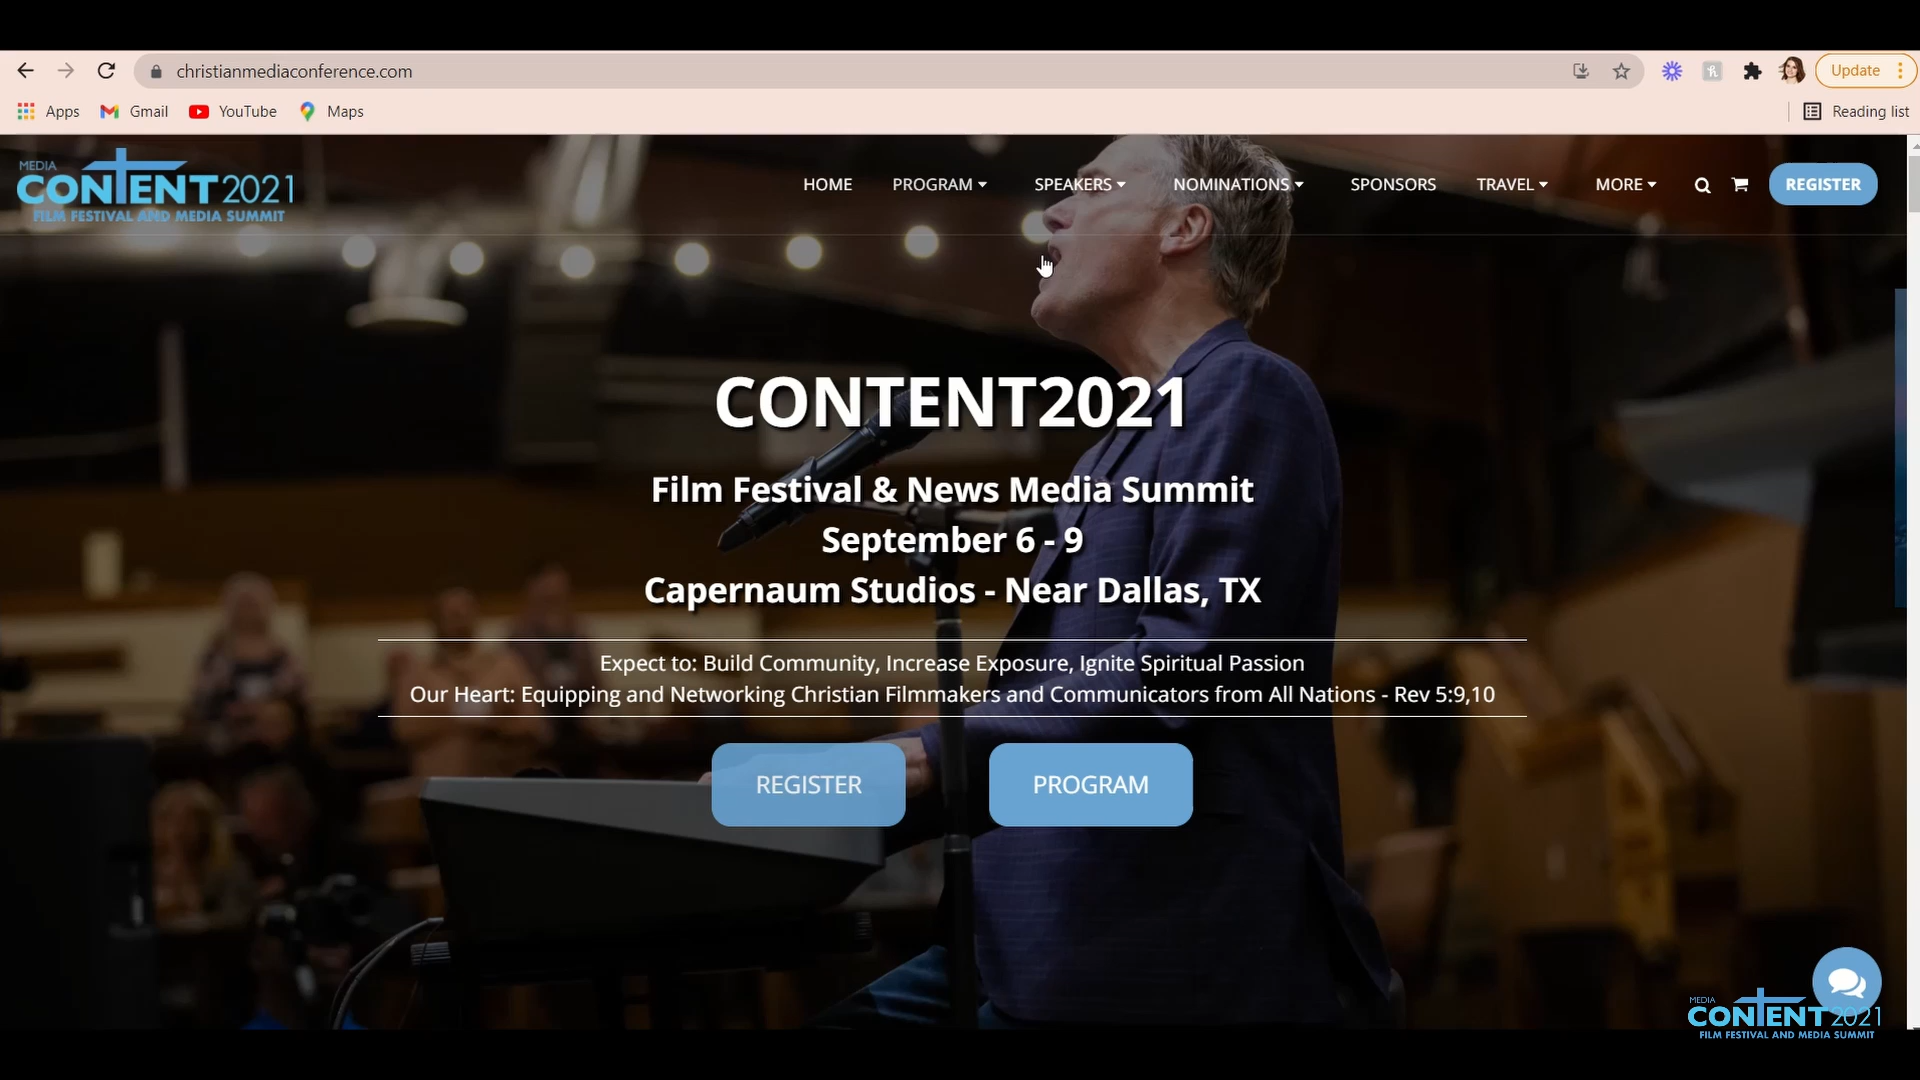 christianmediaconference.com
Update
Apps
Gmail
YouTube
Maps
Reading list
MEDIA
CONTENT 2021
FILM FESTIVAL AND MEDIA SUMMIT
HOME
PROGRAM
SPEAKERS
NOMINATIONS
SPONSORS
TRAVEL
MORE
REGISTER
CONTENT2021
Film Festival & News Media Summit
September 6 - 9
Capernaum Studios - Near Dallas, TX
Expect to: Build Community, Increase Exposure, Ignite Spiritual Passion
Our Heart: Equipping and Networking Christian Filmmakers and Communicators from All Nations - Rev 5:9,10
REGISTER
PROGRAM
MEDIA
CONTENT 2021
FILM FESTIVAL AND MEDIA SUMMIT